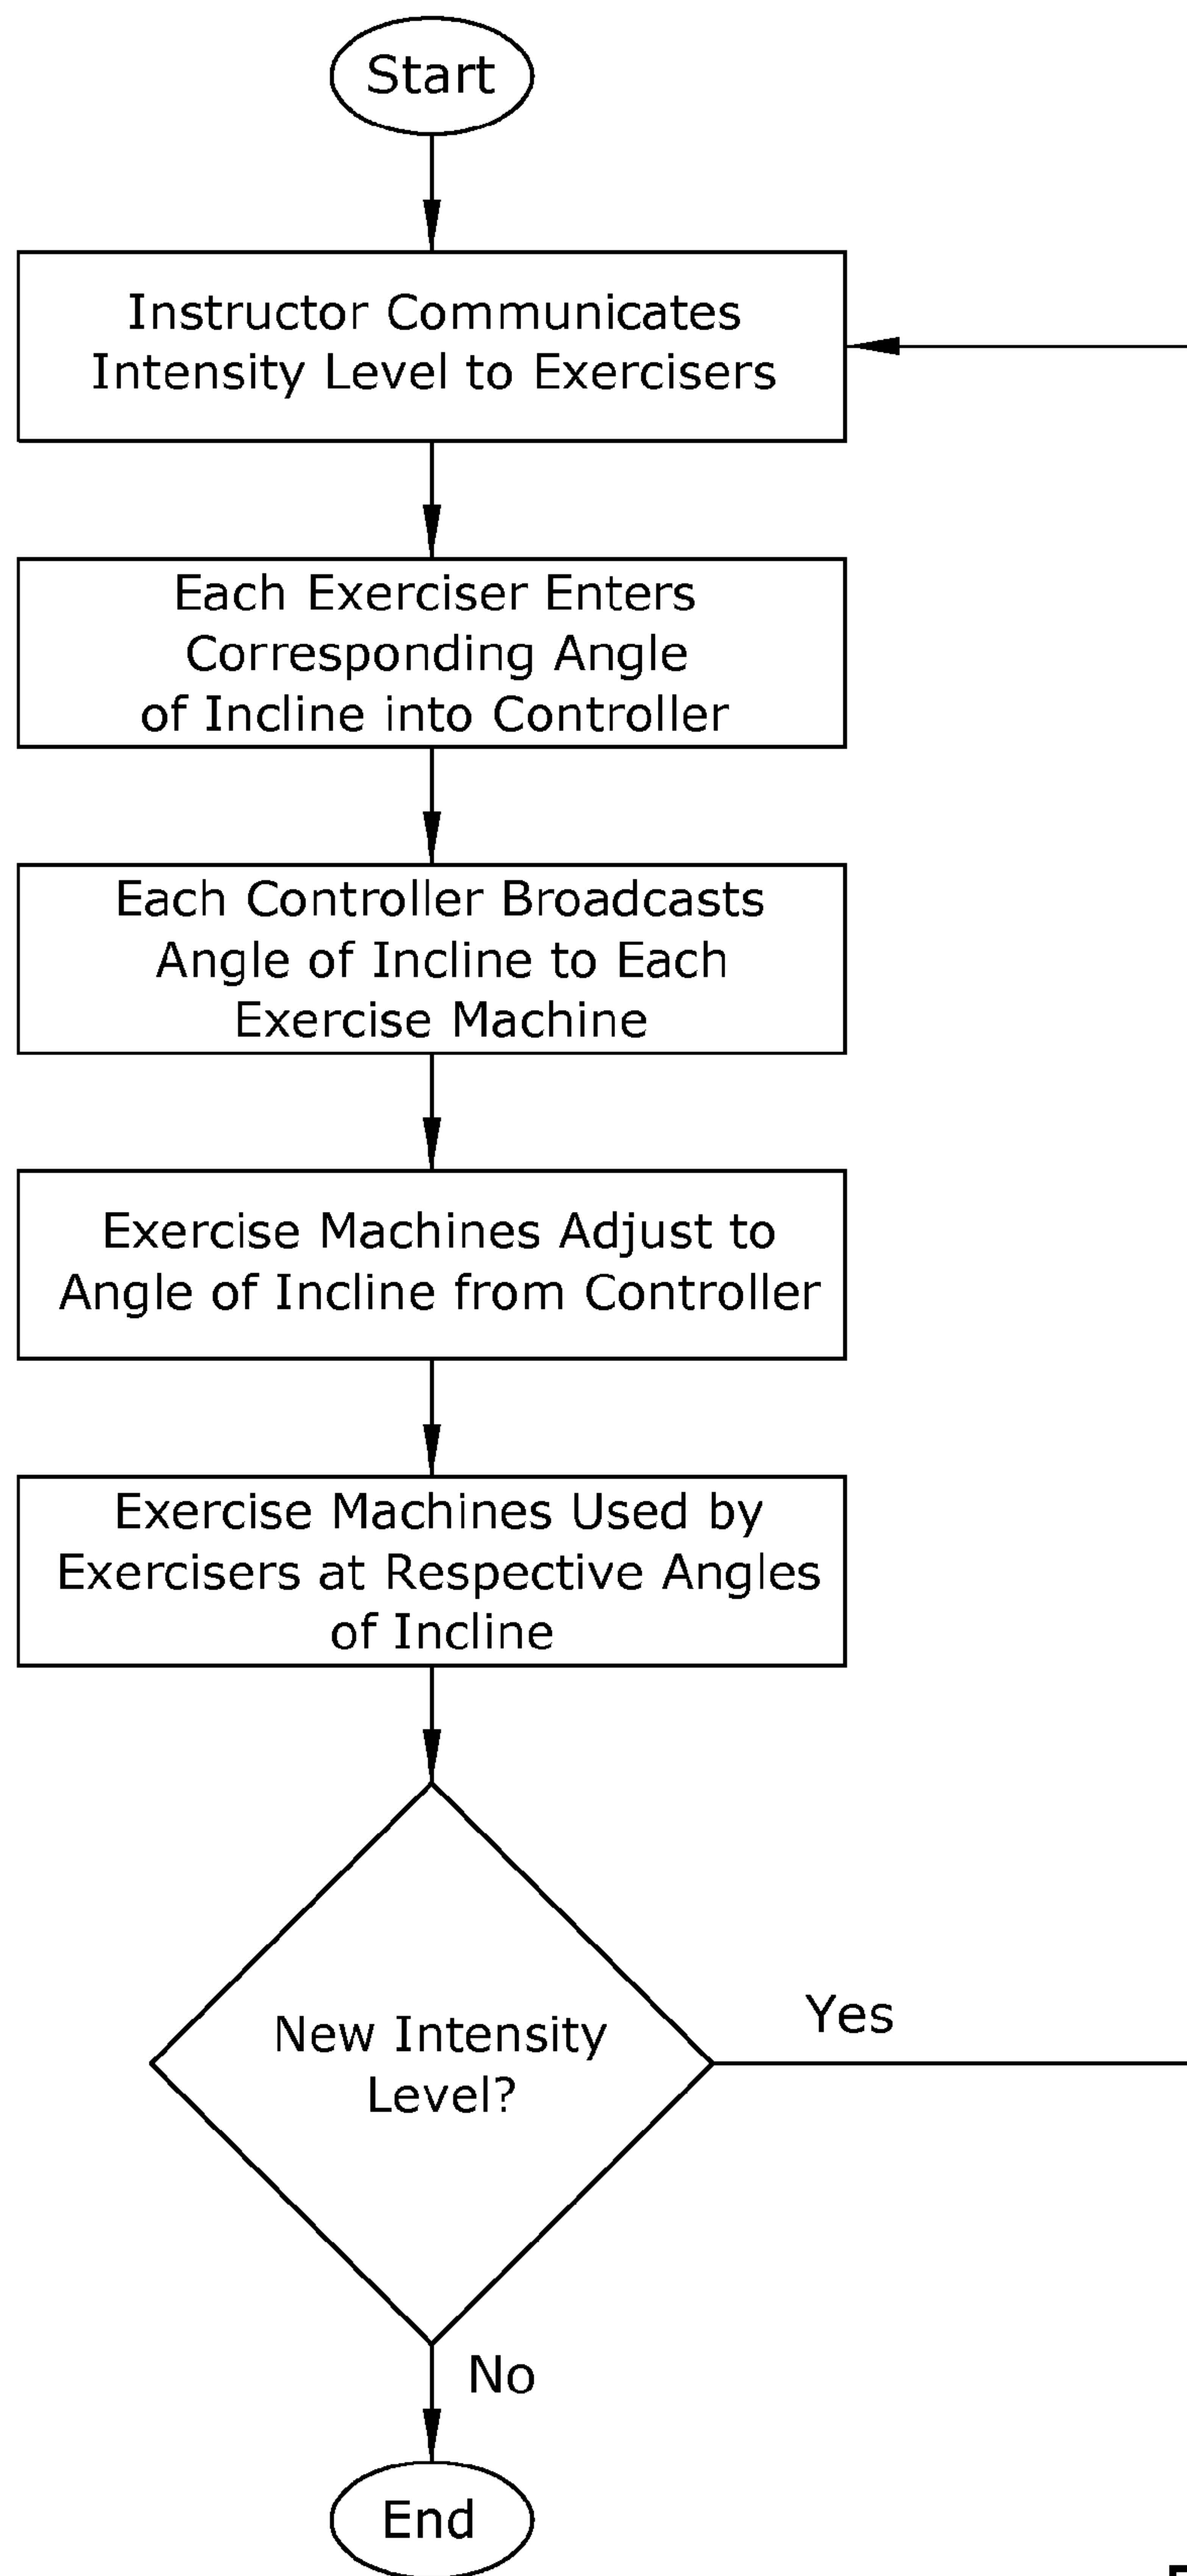 Start
Instructor Communicates
Intensity Level to Exercisers
Each Exerciser Enters
Corresponding Angle
of Incline into Controller
Each Controller Broadcasts
Angle of Incline to Each
Exercise Machine
Exercise Machines Adjust to
Angle of Incline from Controller
Exercise Machines Used by
Exercisers at Respective Angles
of Incline
New Intensity
Level?
Yes
No
End